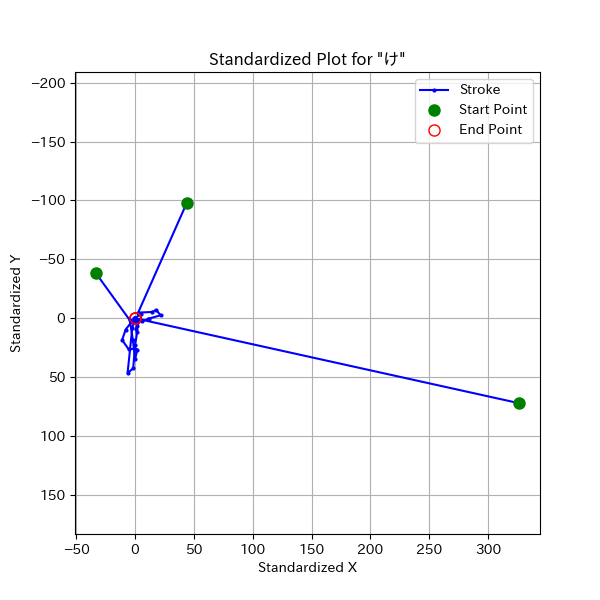 Standardized Plot for "け"
Stroke
Start Point
End Point
Standardized Y
−200
−150
−100
−50
0
50
100
150
−50 0 50 100 150 200 250 300
Standardized X